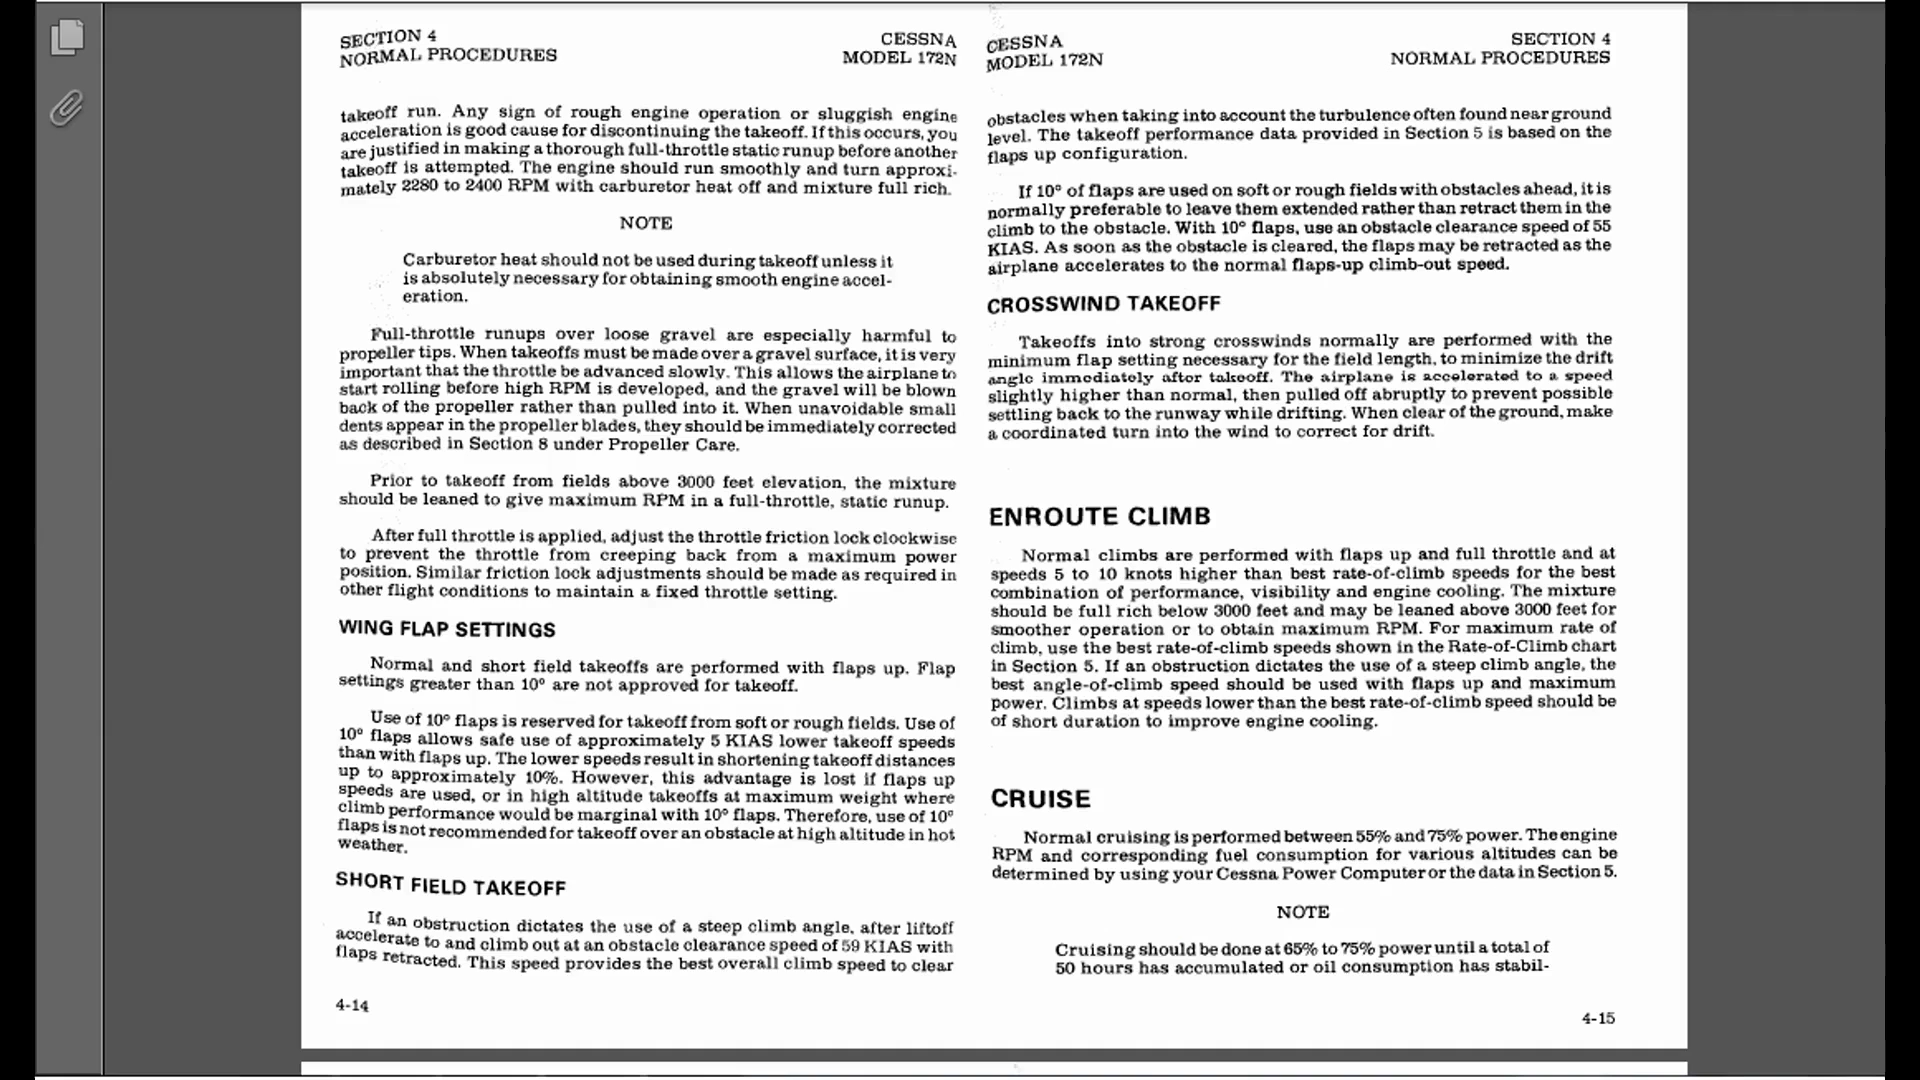 SECTION 4
NORMAL PROCEDURES
CESSNA
MODEL 172N
takeoff run. Any sign of rough engine operation or sluggish engine
acceleration is good cause for discontinuing the takeoff. If this occurs, you
are justified in making a thorough full-throttle static runup before another
takeoff is attempted. The engine should run smoothly and turn approxi-
mately 2280 to 2400 RPM with carburetor heat off and mixture full rich.
NOTE
Carburetor heat should not be used during takeoff unless it
is absolutely necessary for obtaining smooth engine accel-
eration.
Full-throttle runups over loose gravel are especially harmful to
propeller tips. When takeoffs must be made over a gravel surface, it is very
important that the throttle be advanced slowly. This allows the airplane to
start rolling before high RPM is developed, and the gravel will be blown
back of the propeller rather than pulled into it. When unavoidable small
dents appear in the propeller blades, they should be immediately corrected
as described in Section 8 under Propeller Care.
Prior to takeoff from fields above 3000 feet elevation, the mixture
should be leaned to give maximum RPM in a full-throttle, static runup.
After full throttle is applied, adjust the throttle friction lock clockwise
to prevent the throttle from creeping back from a maximum power
position. Similar friction lock adjustments should be made as required in
other flight conditions to maintain a fixed throttle setting.
WING FLAP SETTINGS
Normal and short field takeoffs are performed with flaps up. Flap
settings greater than 10° are not approved for takeoff.
Use of 10° flaps is reserved for takeoff from soft or rough fields. Use of
10° flaps allows safe use of approximately 5 KIAS lower takeoff speeds
than with flaps up. The lower speeds result in shortening takeoff distances
up to approximately 10%. However, this advantage is lost if flaps up
speeds are used, or in high altitude takeoffs at maximum weight where
climb performance would be marginal with 10° flaps. Therefore, use of 10°
flaps is not recommended for takeoff over an obstacle at high altitude in hot
weather.
SHORT FIELD TAKEOFF
If an obstruction dictates the use of a steep climb angle, after liftoff
accelerate to and climb out at an obstacle clearance speed of 59 KIAS with
flaps retracted. This speed provides the best overall climb speed to clear
4-14
CESSNA
MODEL 172N
SECTION 4
NORMAL PROCEDURES
obstacles when taking into account the turbulence often found near ground
level. The takeoff performance data provided in Section 5 is based on the
flaps up configuration.
If 10° of flaps are used on soft or rough fields with obstacles ahead, it is
normally preferable to leave them extended rather than retract them in the
climb to the obstacle. With 10° flaps, use an obstacle clearance speed of 55
KIAS. As soon as the obstacle is cleared, the flaps may be retracted as the
airplane accelerates to the normal flaps-up climb-out speed.
CROSSWIND TAKEOFF
Takeoffs into strong crosswinds normally are performed with the
minimum flap setting necessary for the field length, to minimize the drift
angle immediately after takeoff. The airplane is accelerated to a speed
slightly higher than normal, then pulled off abruptly to prevent possible
settling back to the runway while drifting. When clear of the ground, make
a coordinated turn into the wind to correct for drift.
ENROUTE CLIMB
Normal climbs are performed with flaps up and full throttle and at
speeds 5 to 10 knots higher than best rate-of-climb speeds for the best
combination of performance, visibility and engine cooling. The mixture
should be full rich below 3000 feet and may be leaned above 3000 feet for
smoother operation or to obtain maximum RPM. For maximum rate of
climb, use the best rate-of-climb speeds shown in the Rate-of-Climb chart
in Section 5. If an obstruction dictates the use of a steep climb angle, the
best angle-of-climb speed should be used with flaps up and maximum
power. Climbs at speeds lower than the best rate-of-climb speed should be
of short duration to improve engine cooling.
CRUISE
Normal cruising is performed between 55% and 75% power. The engine
RPM and corresponding fuel consumption for various altitudes can be
determined by using your Cessna Power Computer or the data in Section 5.
NOTE
Cruising should be done at 65% to 75% power until a total of
50 hours has accumulated or oil consumption has stabil-
4-15